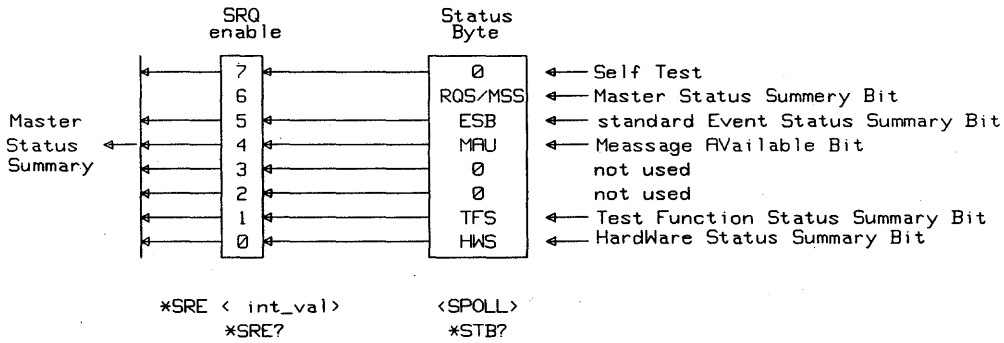 SRQ enable
Status Byte
7 0 Self Test
6 RQS/MSS Master Status Summery Bit
5 ESB standard Event Status Summary Bit
4 MAU Meassage AVailable Bit
3 0 not used
2 0 not used
1 TFS Test Function Status Summary Bit
0 HWS HardWare Status Summary Bit
Master
Status
Summary
*SRE < int_val> <SPOLL>
*SRE? *STB?